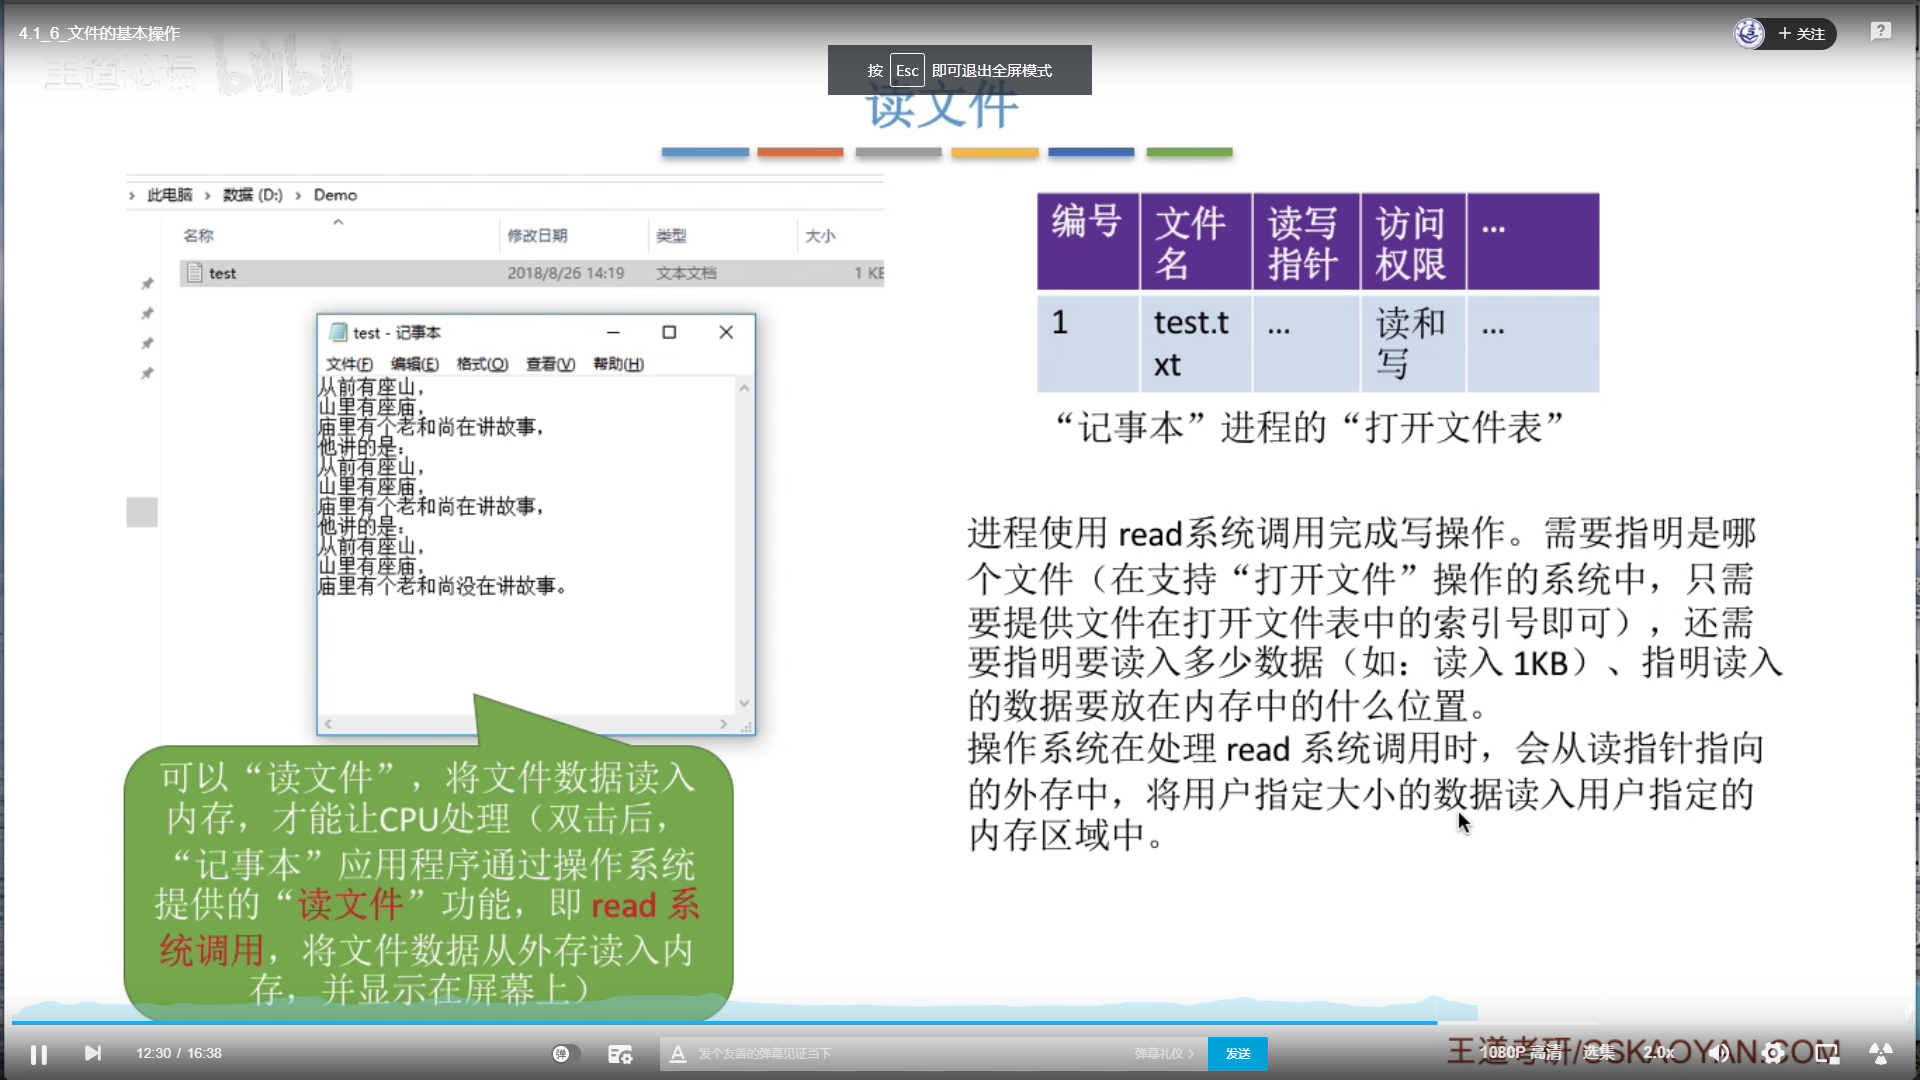 4.1_6_文件的基本操作
+ 关注
王道论坛 bilibili
按 Esc 即可退出全屏模式
读文件
› 此电脑 › 数据 (D:) › Demo
名称 修改日期 类型 大小
test 2018/8/26 14:19 文本文档 1 KE
test - 记事本
文件(F) 编辑(E) 格式(O) 查看(V) 帮助(H)
从前有座山,
山里有座庙,
庙里有个老和尚在讲故事,
他讲的是:
从前有座山,
山里有座庙,
庙里有个老和尚在讲故事,
他讲的是:
从前有座山,
山里有座庙,
庙里有个老和尚没在讲故事。
可以“读文件”，将文件数据读入
内存，才能让CPU处理（双击后，
“记事本”应用程序通过操作系统
提供的“读文件”功能，即 read 系
统调用，将文件数据从外存读入内
存，并显示在屏幕上）
编号 文件名 读写指针 访问权限 ...
1 test.txt ... 读和写 ...
“记事本”进程的“打开文件表”
进程使用 read系统调用完成写操作。需要指明是哪
个文件（在支持“打开文件”操作的系统中，只需
要提供文件在打开文件表中的索引号即可），还需
要指明要读入多少数据（如：读入 1KB）、指明读入
的数据要放在内存中的什么位置。
操作系统在处理 read 系统调用时，会从读指针指向
的外存中，将用户指定大小的数据读入用户指定的
内存区域中。
12:30 / 16:38
弹
发个友善的弹幕见证当下
弹幕礼仪 ›
发送
1080P 高清 选集 2.0x
王道考研/CSKAOYAN.COM